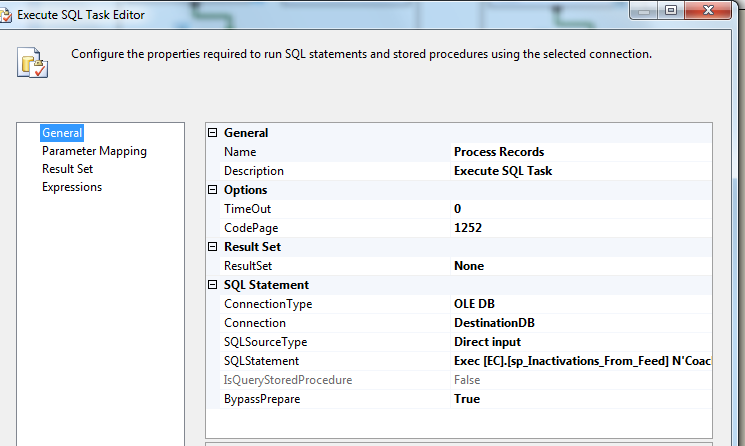 Execute SQL Task Editor
Configure the properties required to run SQL statements and stored procedures using the selected connection.
General
Parameter Mapping
Result Set
Expressions
General
Name Process Records
Description Execute SQL Task
Options
TimeOut 0
CodePage 1252
Result Set
ResultSet None
SQL Statement
ConnectionType OLE DB
Connection DestinationDB
SQLSourceType Direct input
SQLStatement Exec [EC].[sp_Inactivations_From_Feed] N'Coac
IsQueryStoredProcedure False
BypassPrepare True